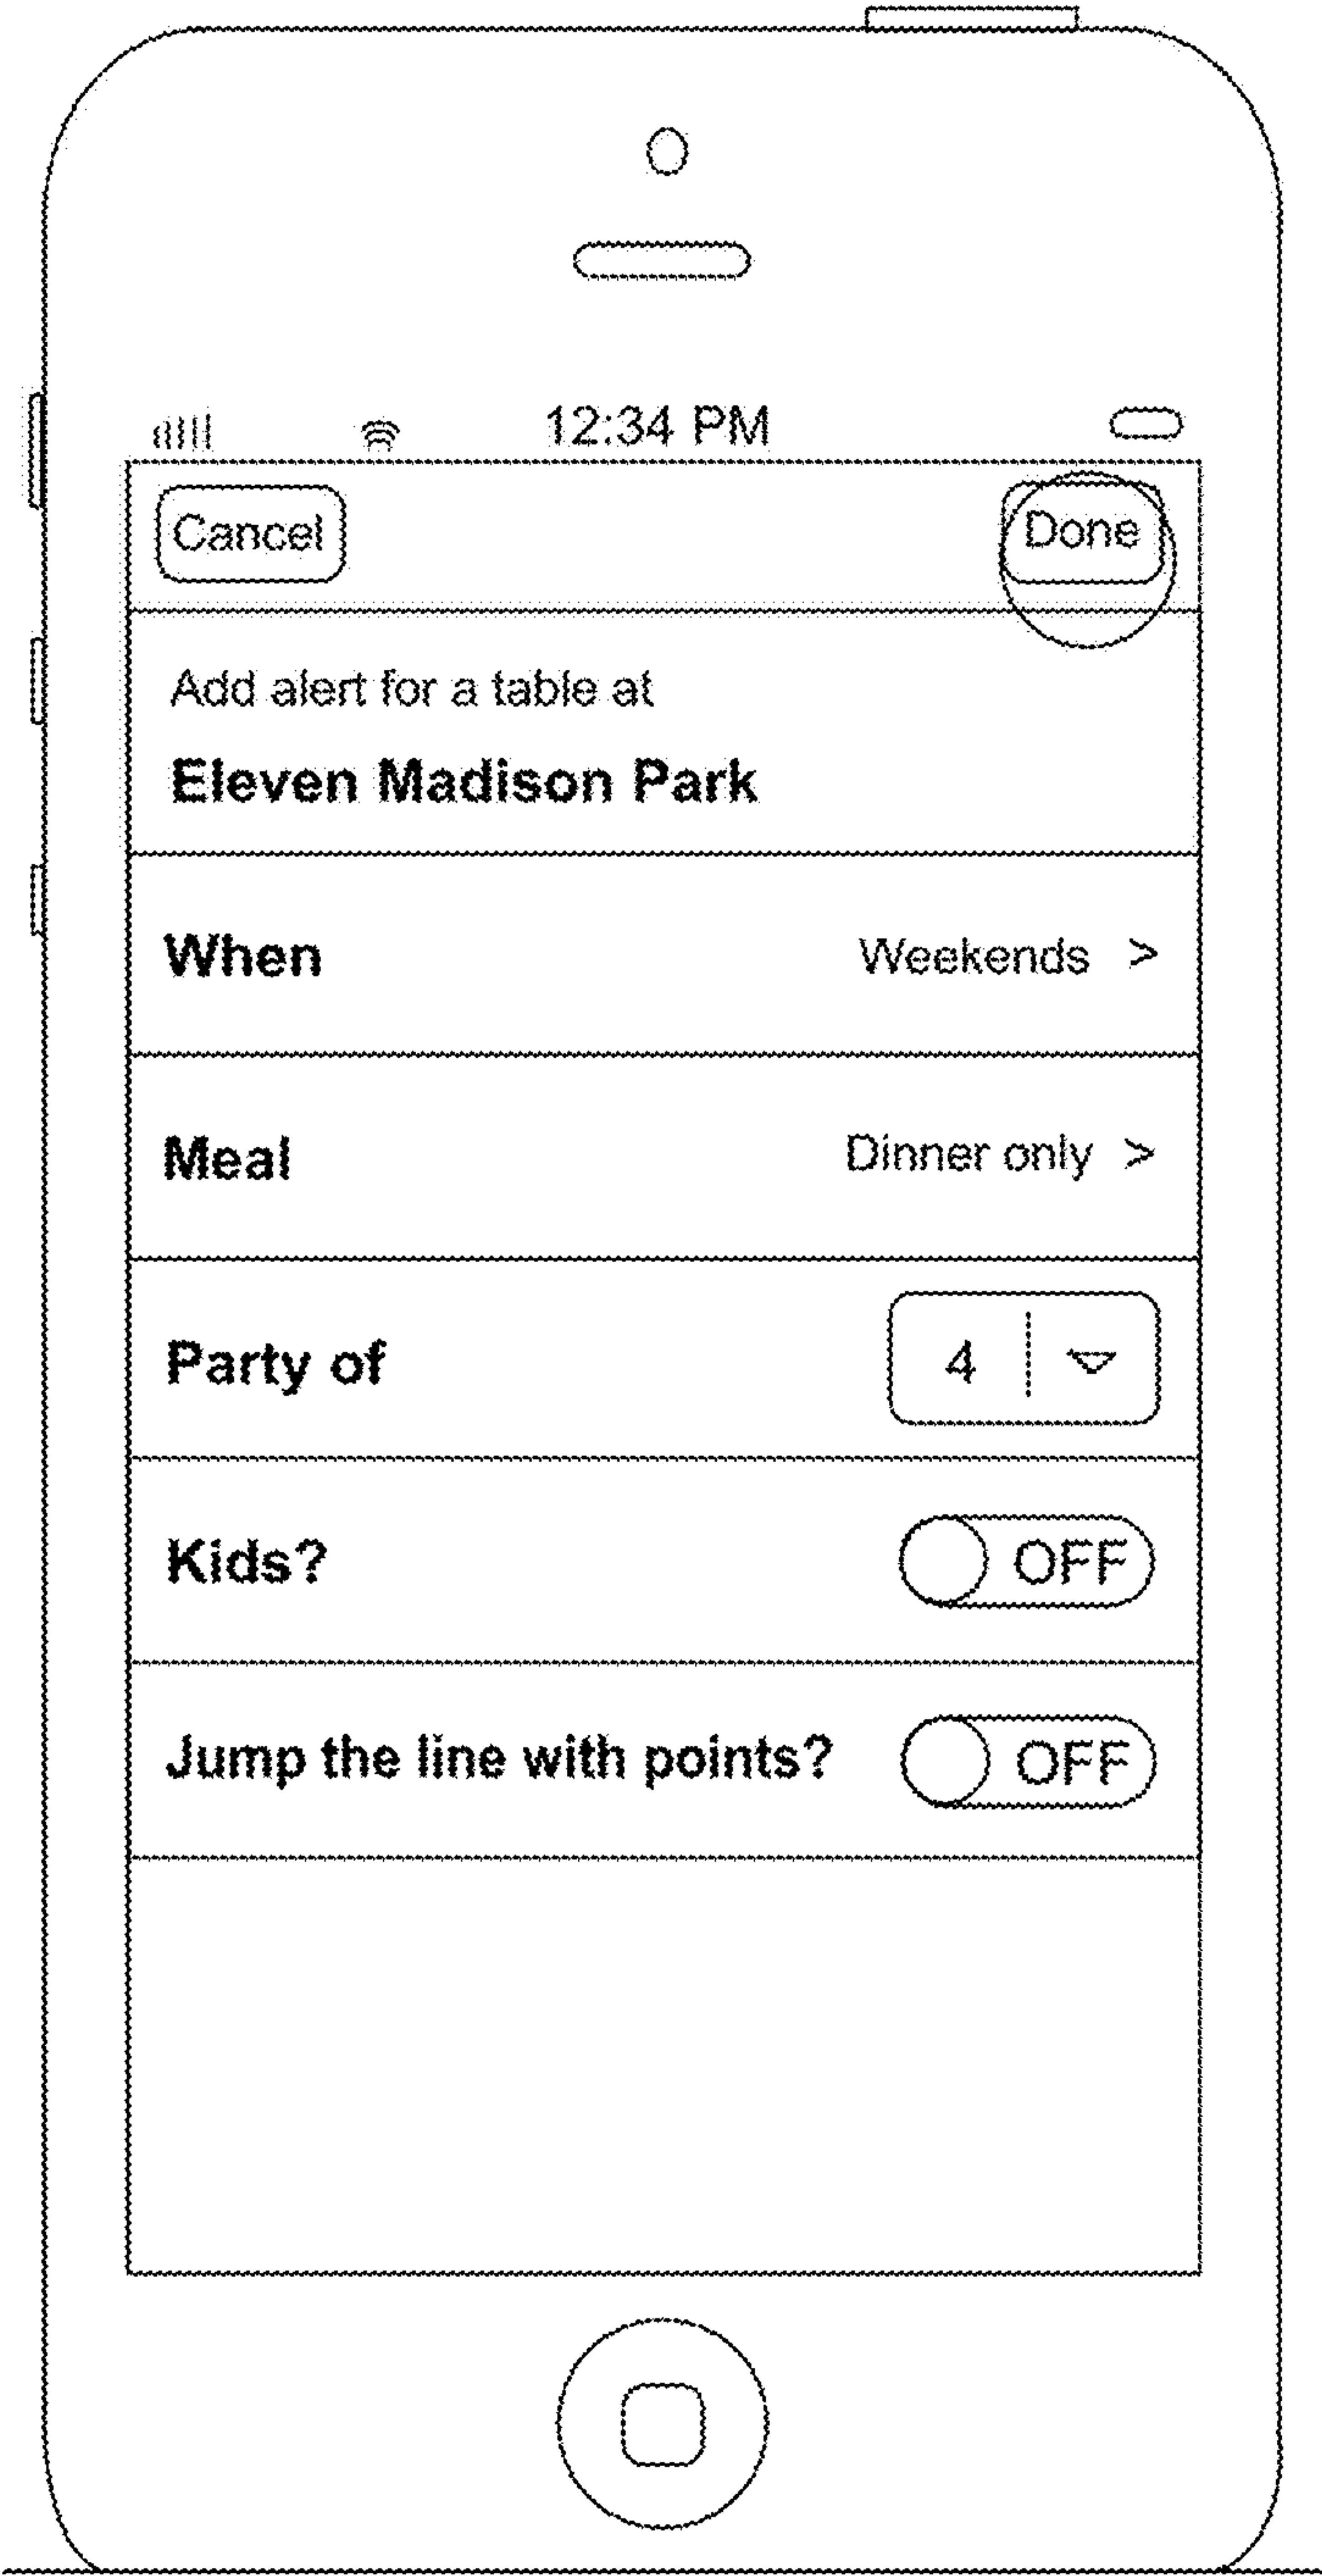 12:34 PM
Cancel Done
Add alert for a table at
Eleven Madison Park
When Weekends >
Meal Dinner only >
Party of 4
Kids? OFF
Jump the line with points? OFF